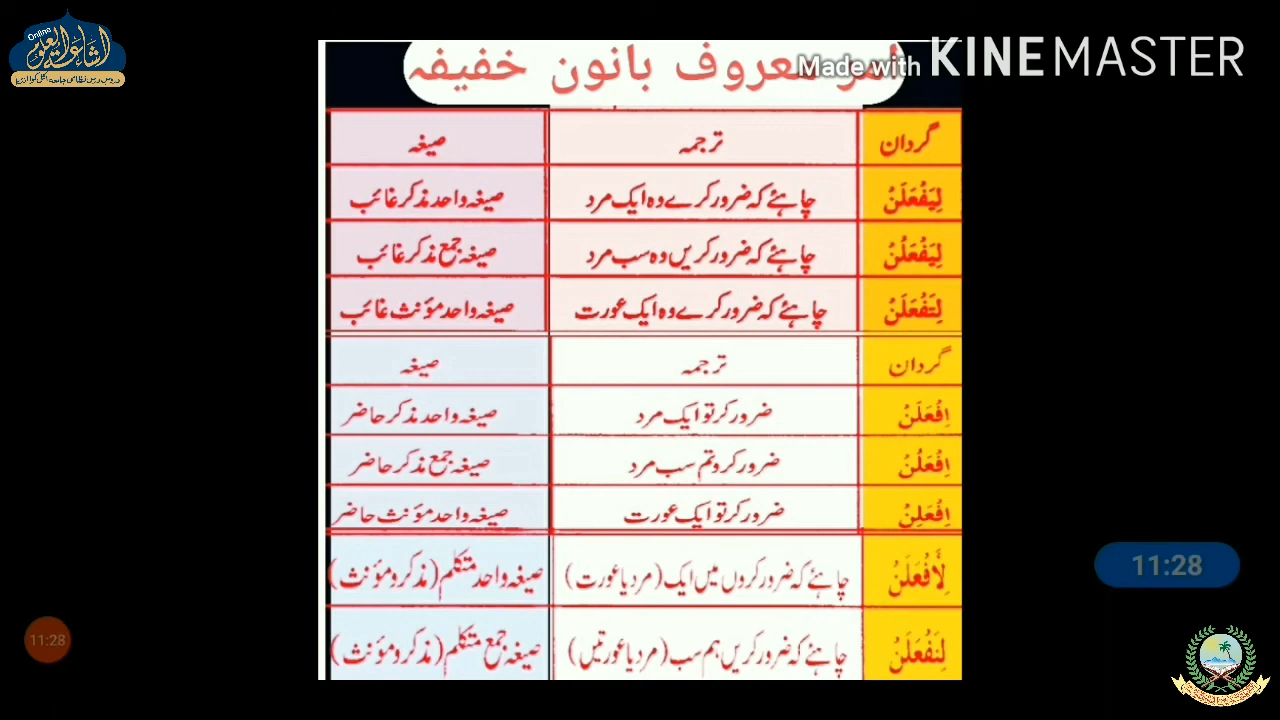 Online
اشاعۃ العلوم
Made with KINEMASTER
امر معروف بانون خفیفہ
گردان ترجمہ صیغہ
لِیَفْعَلَنْ چاہئے کہ ضرور کرے وہ ایک مرد صیغہ واحد مذکر غائب
لِیَفْعَلُنْ چاہئے کہ ضرور کریں وہ سب مرد صیغہ جمع مذکر غائب
لِتَفْعَلَنْ چاہئے کہ ضرور کرے وہ ایک عورت صیغہ واحد مؤنث غائب
گردان ترجمہ صیغہ
اِفْعَلَنْ ضرور کر تو ایک مرد صیغہ واحد مذکر حاضر
اِفْعَلُنْ ضرور کرو تم سب مرد صیغہ جمع مذکر حاضر
اِفْعَلِنْ ضرور کر تو ایک عورت صیغہ واحد مؤنث حاضر
لِأَفْعَلَنْ چاہئے کہ ضرور کروں میں ایک (مرد یا عورت) صیغہ واحد متکلم (مذکر و مؤنث)
لِنَفْعَلَنْ چاہئے کہ ضرور کریں ہم سب (مرد یا عورتیں) صیغہ جمع متکلم (مذکر و مؤنث)
11:28
11:28